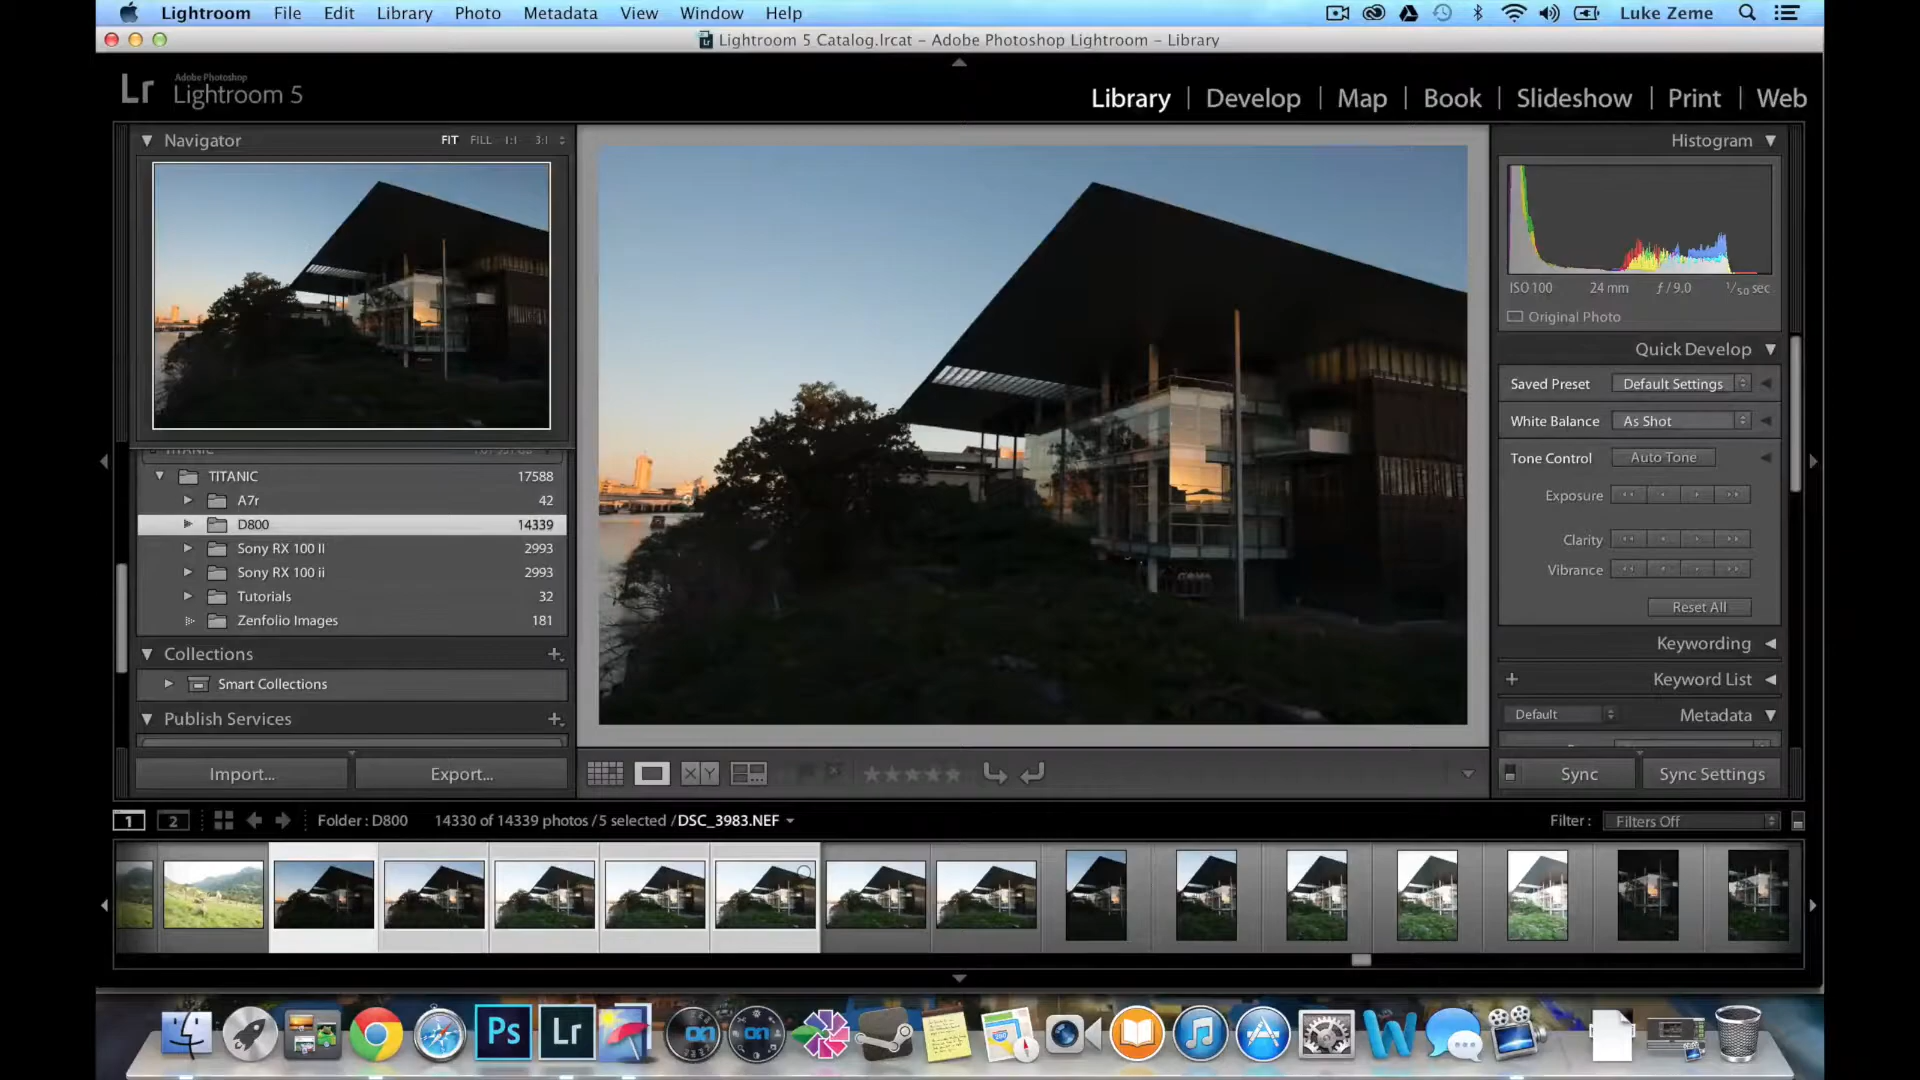 Lightroom File Edit Library Photo Metadata View Window Help Luke Zeme
Lightroom 5 Catalog.lrcat – Adobe Photoshop Lightroom – Library
Lr Adobe Photoshop
Lightroom 5
Library | Develop | Map | Book | Slideshow | Print | Web
Navigator FIT FILL 1:1 3:1
Histogram
ISO 100 24 mm ƒ / 9.0 1/50 sec
Original Photo
Quick Develop
Saved Preset Default Settings
White Balance As Shot
Tone Control Auto Tone
Exposure
Clarity
Vibrance
Reset All
Keywording
Keyword List
Default Metadata
Sync Sync Settings
TITANIC 17588
A7r 42
D800 14339
Sony RX 100 II 2993
Sony RX 100 ii 2993
Tutorials 32
Zenfolio Images 181
Collections
Smart Collections
Publish Services
Import... Export...
X Y
1 2 Folder : D800 14330 of 14339 photos / 5 selected / DSC_3983.NEF Filter : Filters Off
Ps Lr on on W